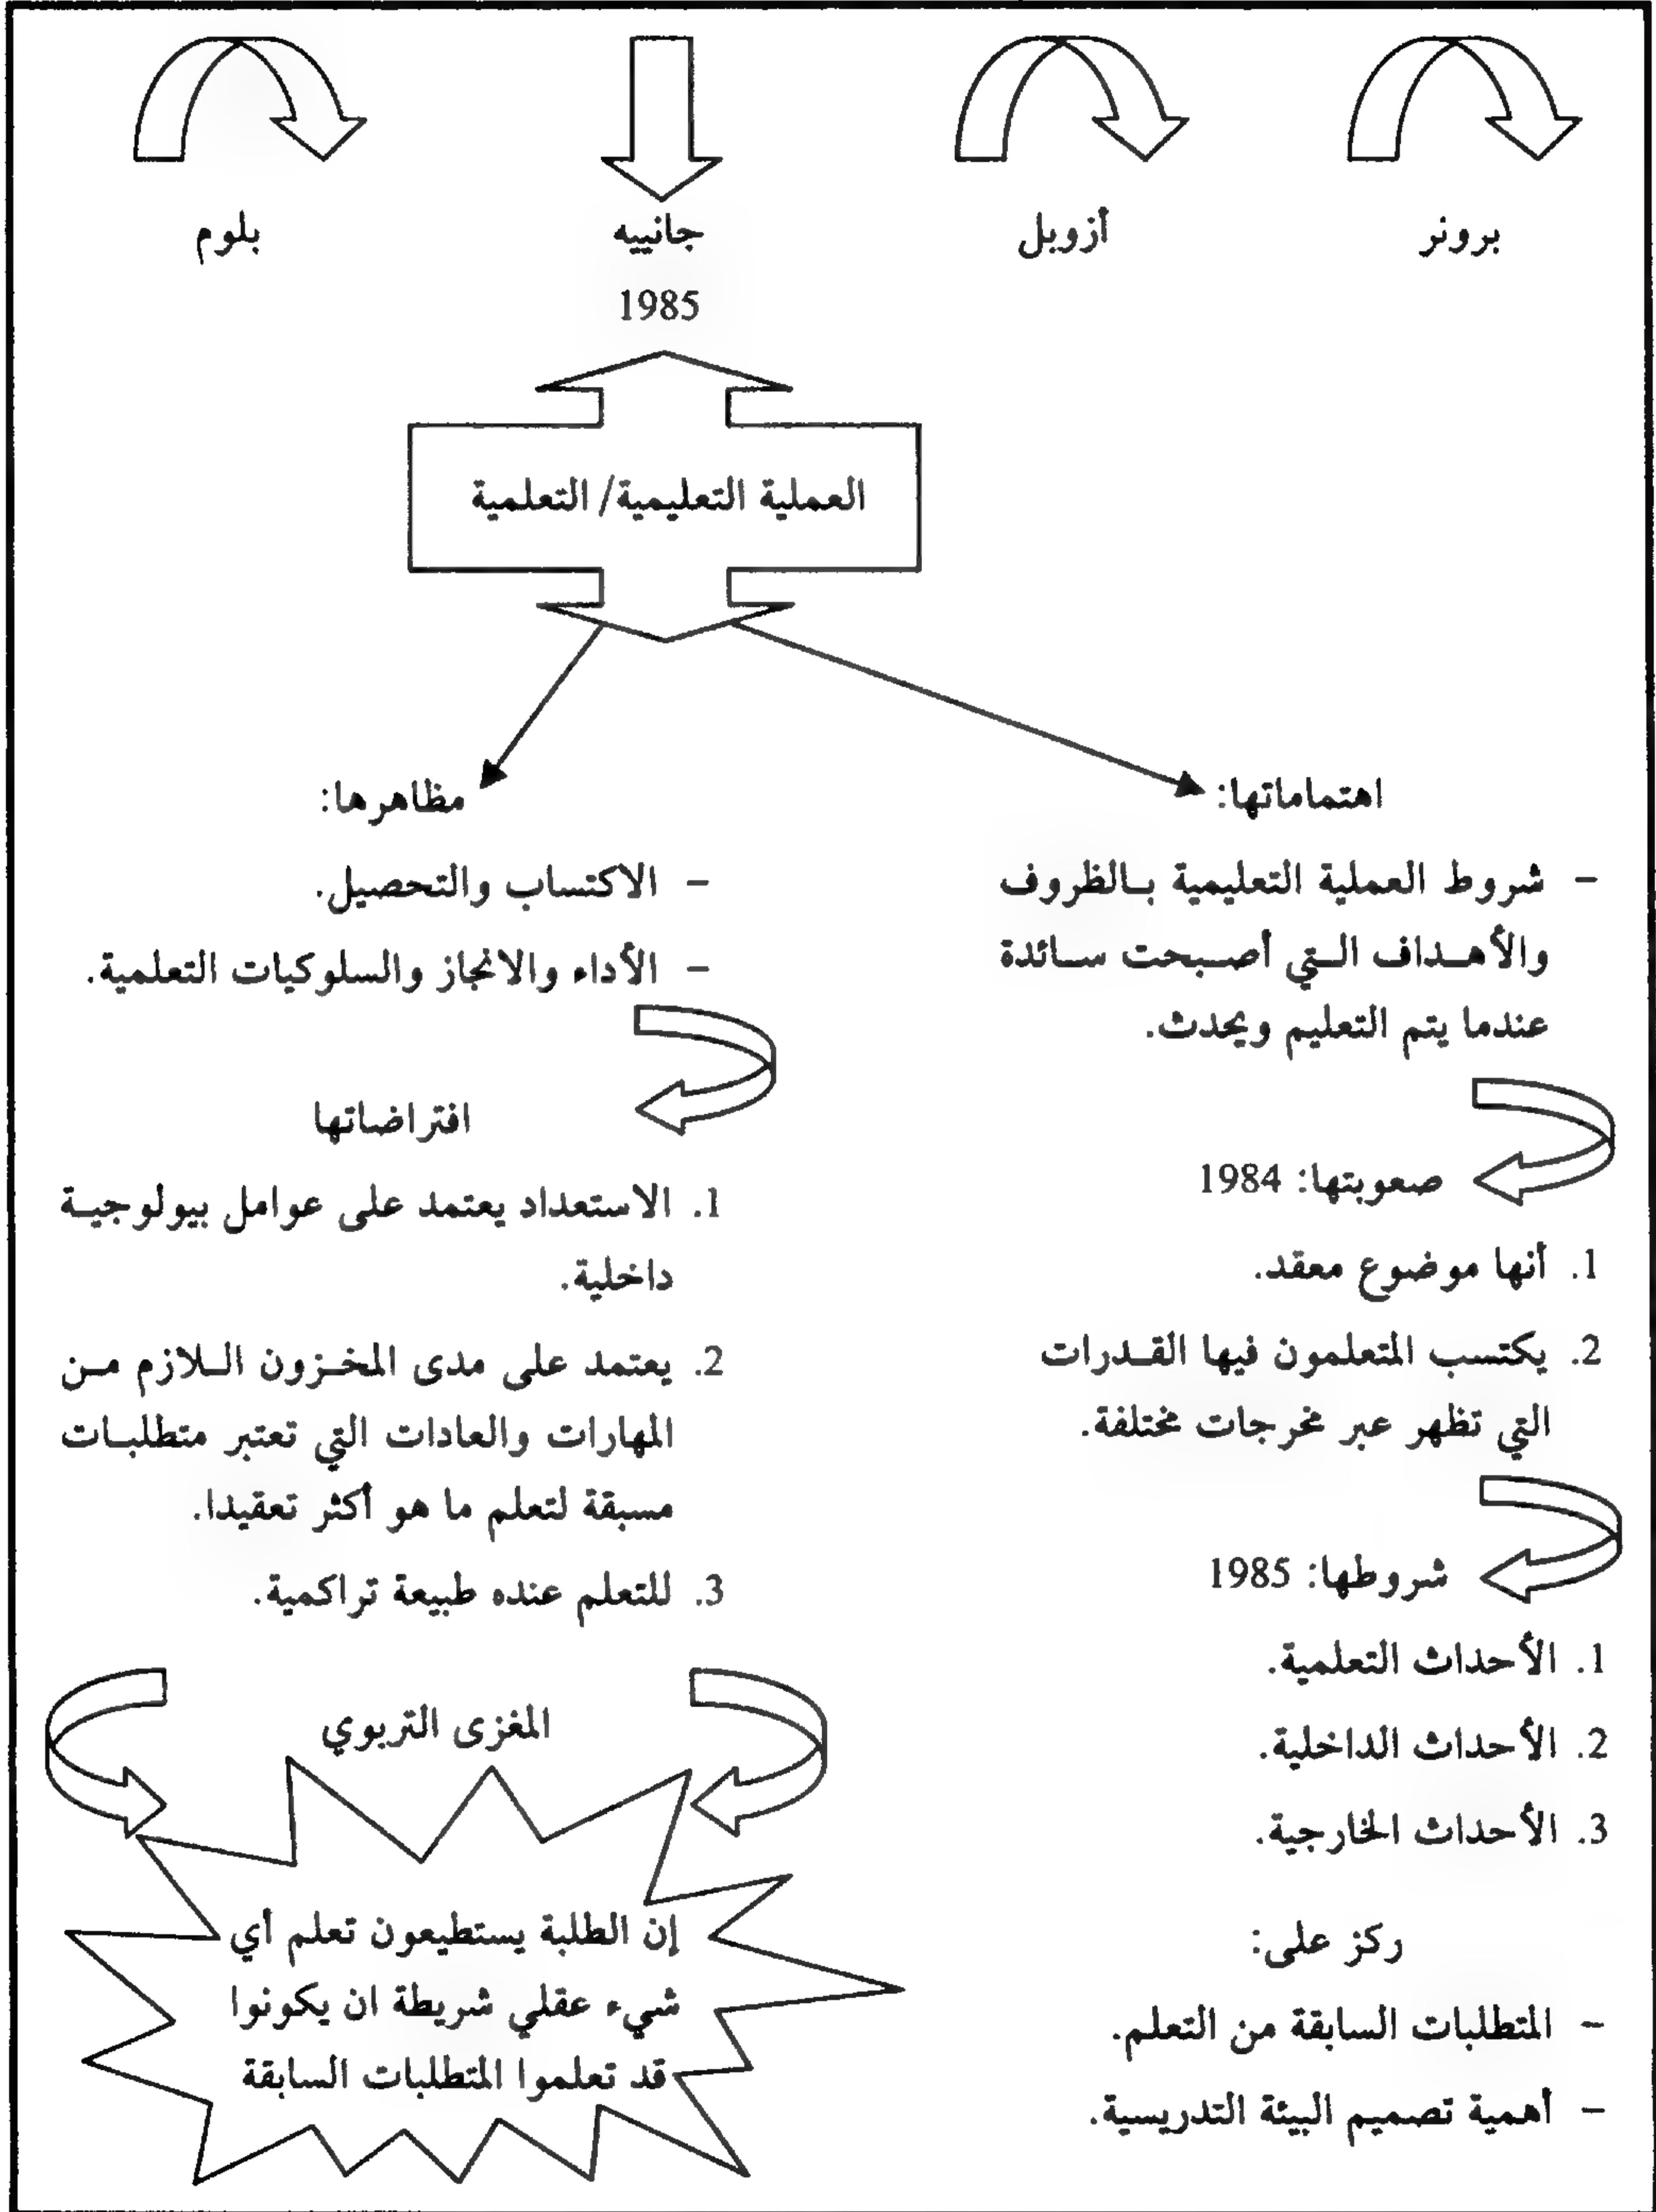 برونر
أزوبل
جانييه
بلوم
1985
العملية التعليمية/ التعلمية
اهتماماتها:
- شروط العملية التعليمية بالظروف
والأهداف التي أصبحت سائدة
عندما يتم التعليم ويحدث.
صعوبتها: 1984
1. أنها موضوع معقد.
2. يكتسب المتعلمون فيها القدرات
التي تظهر عبر مخرجات مختلفة.
شروطها: 1985
1. الأحداث التعلمية.
2. الأحداث الداخلية.
3. الأحداث الخارجية.
ركز على:
- المتطلبات السابقة من التعلم.
- أهمية تصميم البيئة التدريسية.
مظاهرها:
- الاكتساب والتحصيل.
- الأداء والانجاز والسلوكيات التعلمية.
افتراضاتها
1. الاستعداد يعتمد على عوامل بيولوجية
داخلية.
2. يعتمد على مدى المخزون اللازم من
المهارات والعادات التي تعتبر متطلبات
مسبقة لتعلم ما هو أكثر تعقيدا.
3. للتعلم عنده طبيعة تراكمية.
المغزى التربوي
إن الطلبة يستطيعون تعلم أي
شيء عقلي شريطة ان يكونوا
قد تعلموا المتطلبات السابقة